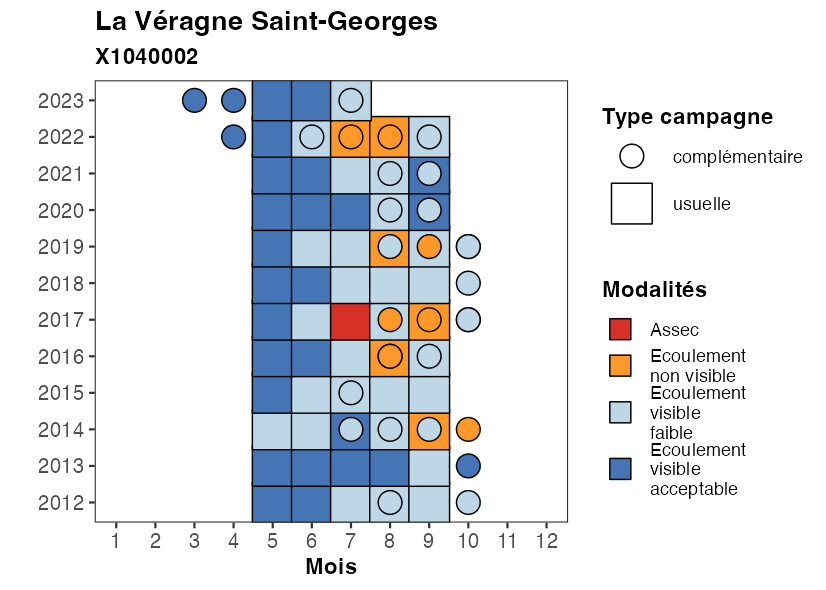 La Véragne Saint-Georges
X1040002
2023
2022
2021
2020
2019
2018
2017
2016
2015
2014
2013
2012
1 2 3 4 5 6 7 8 9 10 11 12
Mois
Type campagne
complémentaire
usuelle
Modalités
Assec
Ecoulement
non visible
Ecoulement
visible
faible
Ecoulement
visible
acceptable